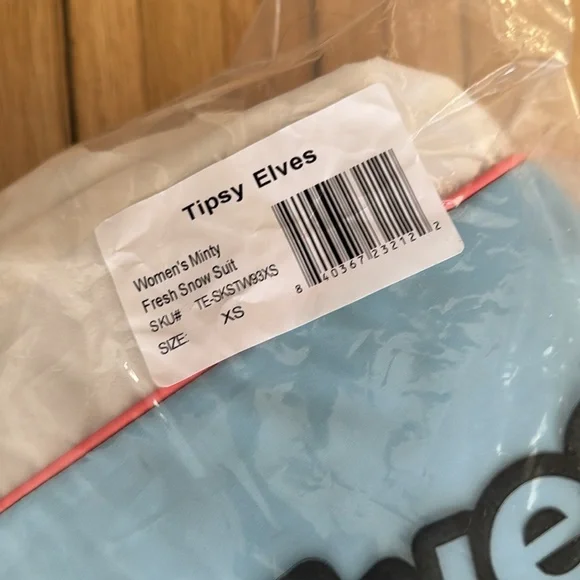 Tipsy Elves
Women's Minty
Fresh Snow Suit
SKU# TE-SKSTW93XS
SIZE: XS
8 40367 23212 2